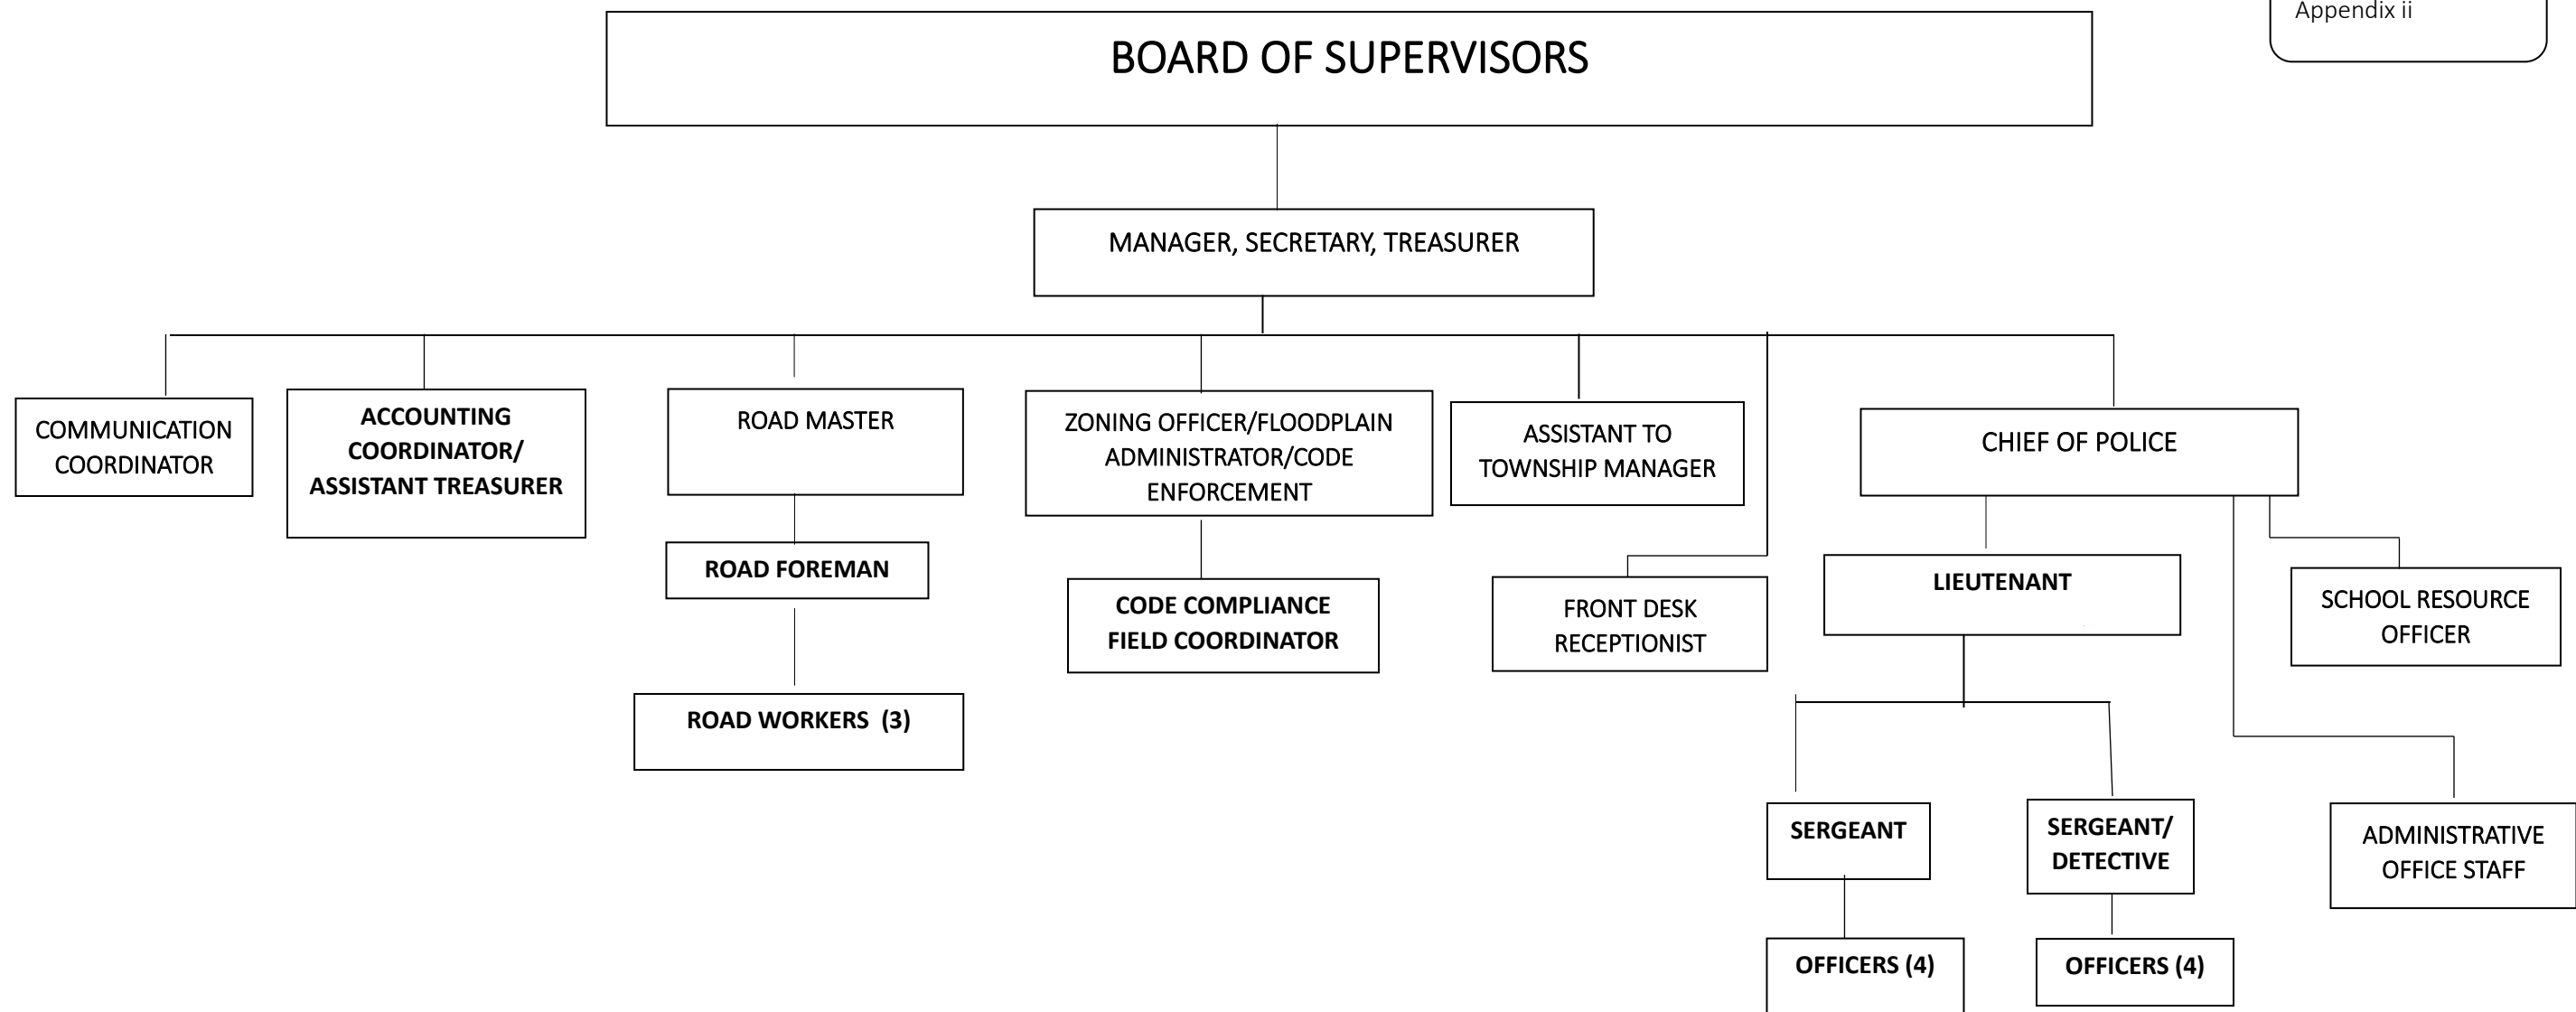 Appendix ii
BOARD OF SUPERVISORS
MANAGER, SECRETARY, TREASURER
COMMUNICATION
COORDINATOR
ACCOUNTING
COORDINATOR/
ASSISTANT TREASURER
ROAD MASTER
ZONING OFFICER/FLOODPLAIN
ADMINISTRATOR/CODE
ENFORCEMENT
ASSISTANT TO
TOWNSHIP MANAGER
CHIEF OF POLICE
ROAD FOREMAN
CODE COMPLIANCE
FIELD COORDINATOR
FRONT DESK
RECEPTIONIST
LIEUTENANT
SCHOOL RESOURCE
OFFICER
ROAD WORKERS (3)
SERGEANT
SERGEANT/
DETECTIVE
ADMINISTRATIVE
OFFICE STAFF
OFFICERS (4)
OFFICERS (4)